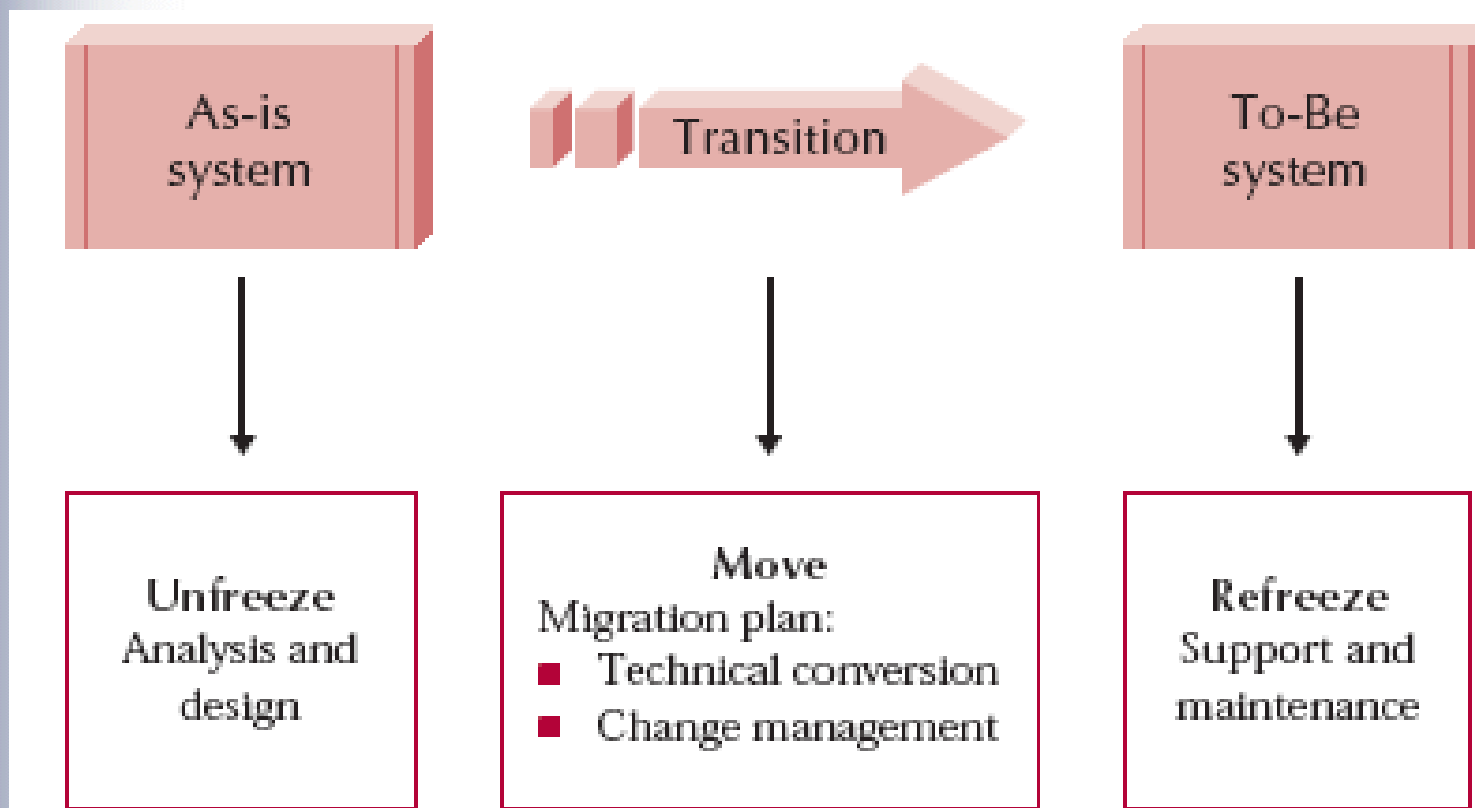 As-is
system
Transition
To-Be
system
Unfreeze
Analysis and
design
Move
Migration plan:
Technical conversion
Change management
Refreeze
Support and
maintenance